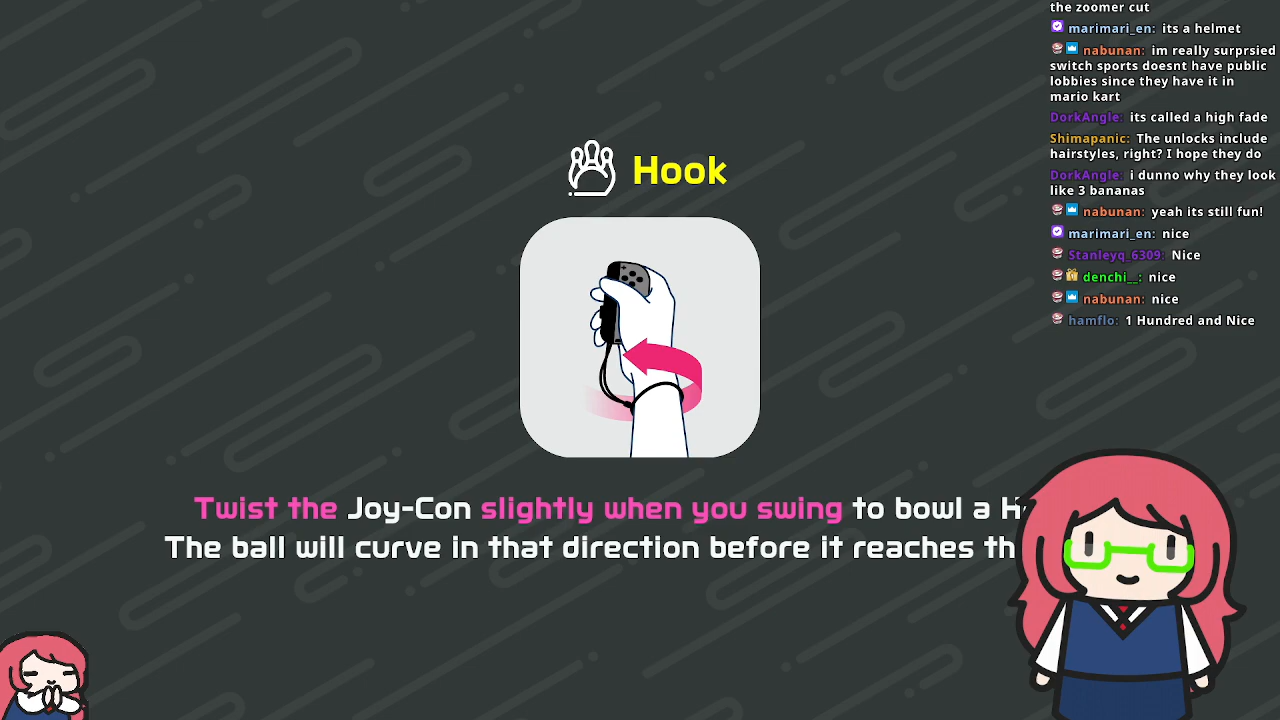 the zoomer cut
marimari_en: its a helmet
nabunan: im really surprsied
switch sports doesnt have public
lobbies since they have it in
mario kart
DorkAngle: its called a high fade
Shimapanic: The unlocks include
hairstyles, right? I hope they do
DorkAngle: i dunno why they look
like 3 bananas
nabunan: yeah its still fun!
marimari_en: nice
Stanleyq_6309: Nice
denchi__: nice
nabunan: nice
hamflo: 1 Hundred and Nice
Hook
Twist the Joy-Con slightly when you swing to bowl a
The ball will curve in that direction before it reaches